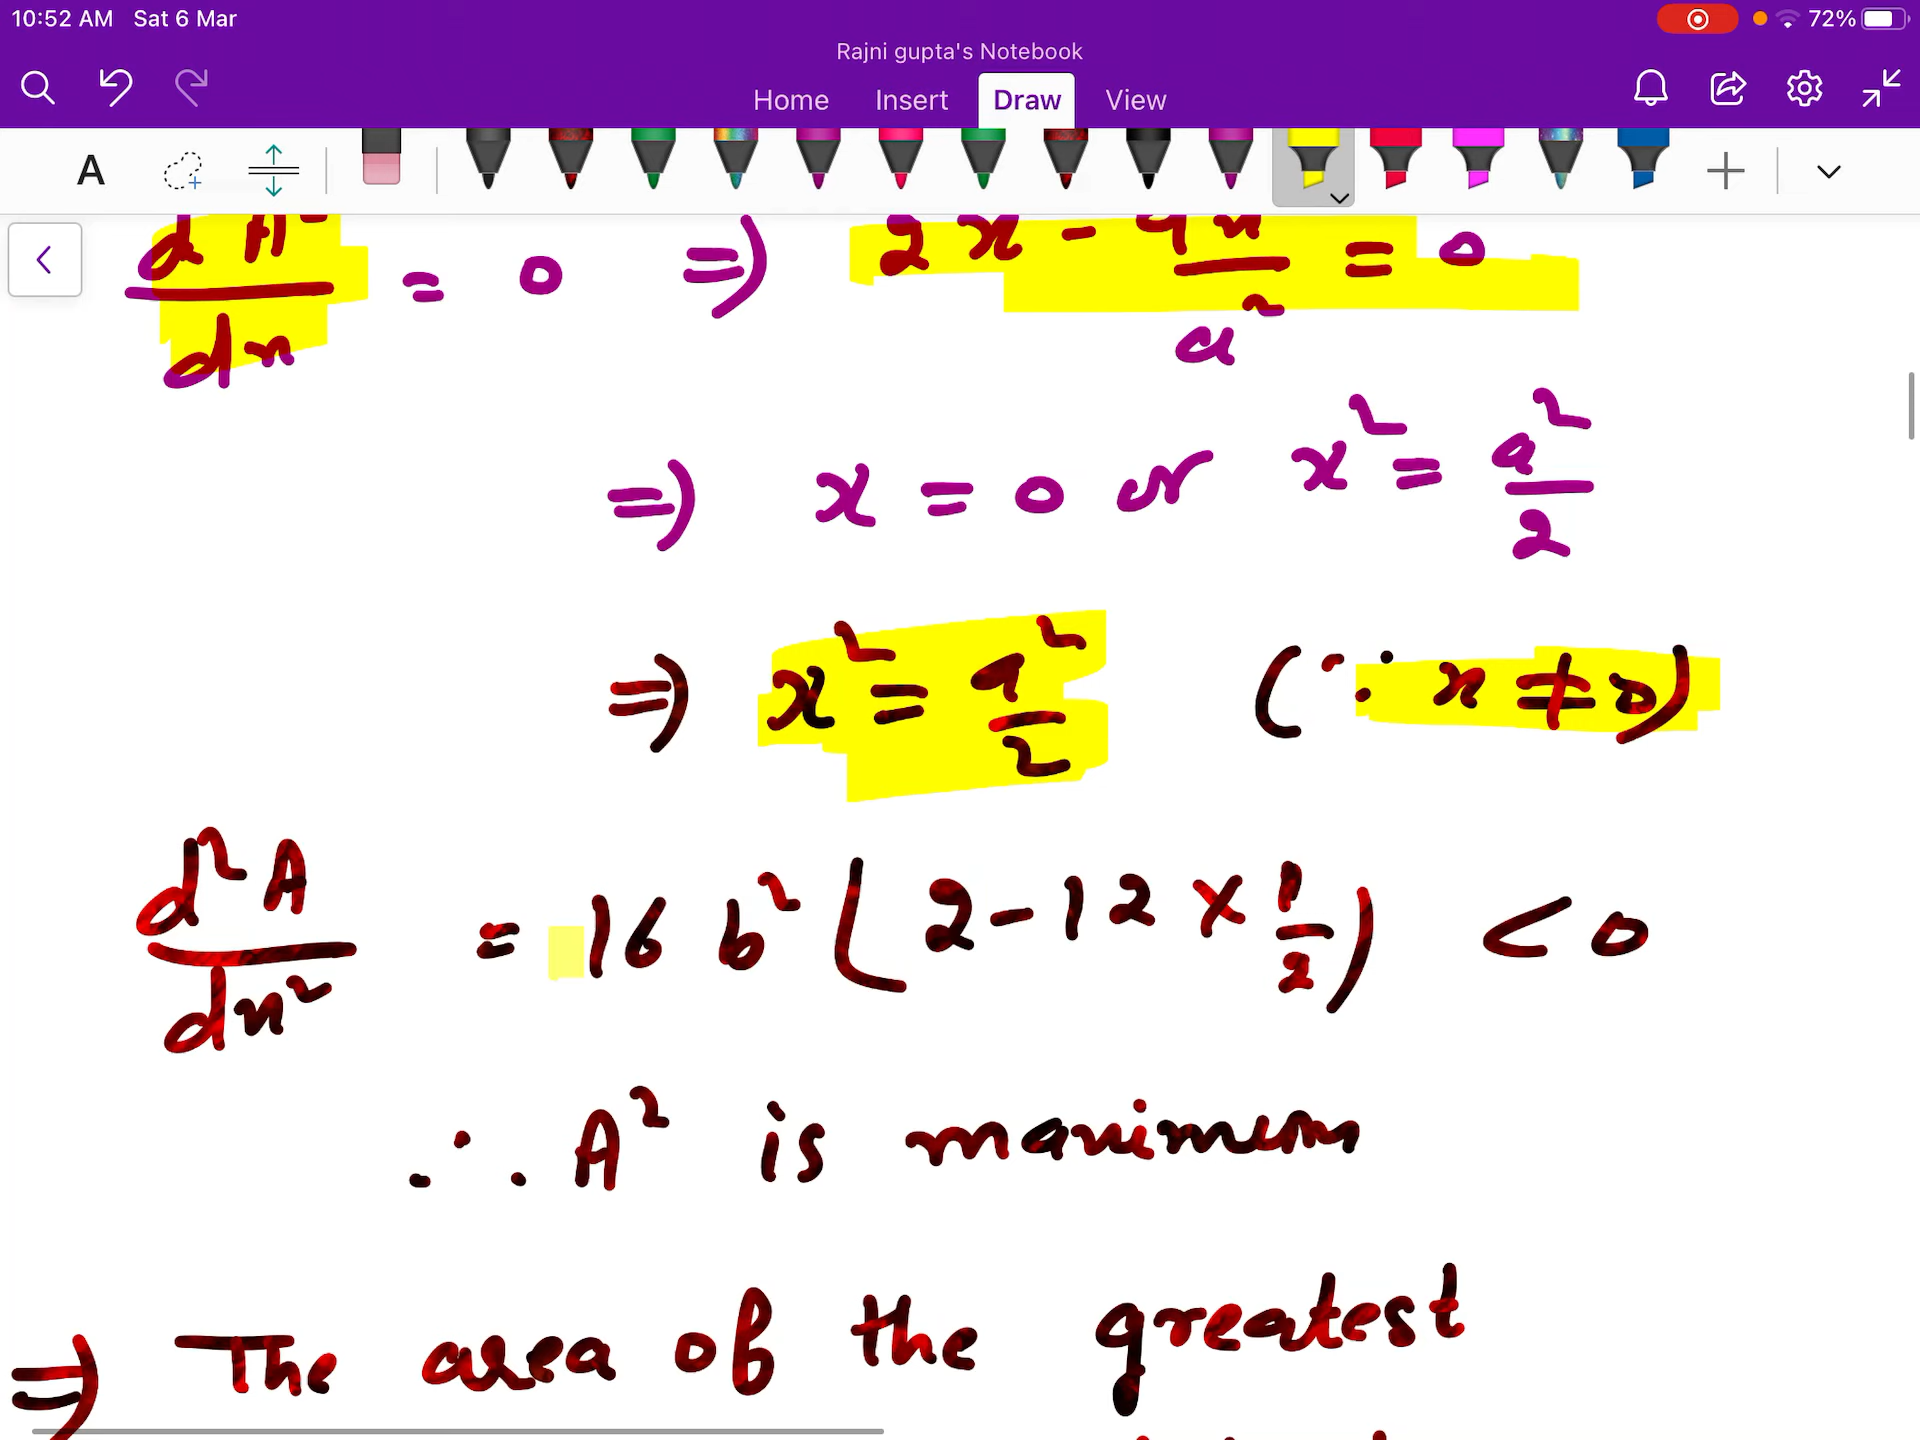 10:52 AM Sat 6 Mar
72%
Rajni gupta's Notebook
Home Insert Draw View
A
dA²/dx = 0 ⇒ 2x - 4x³/a² = 0
⇒ x = 0 or x² = a²/2
⇒ x² = a²/2 (∵ x ≠ 0)
d²A/dx² = 16 b² (2 - 12 × 1/2) < 0
∴ A² is maximum
⇒ The area of the greatest